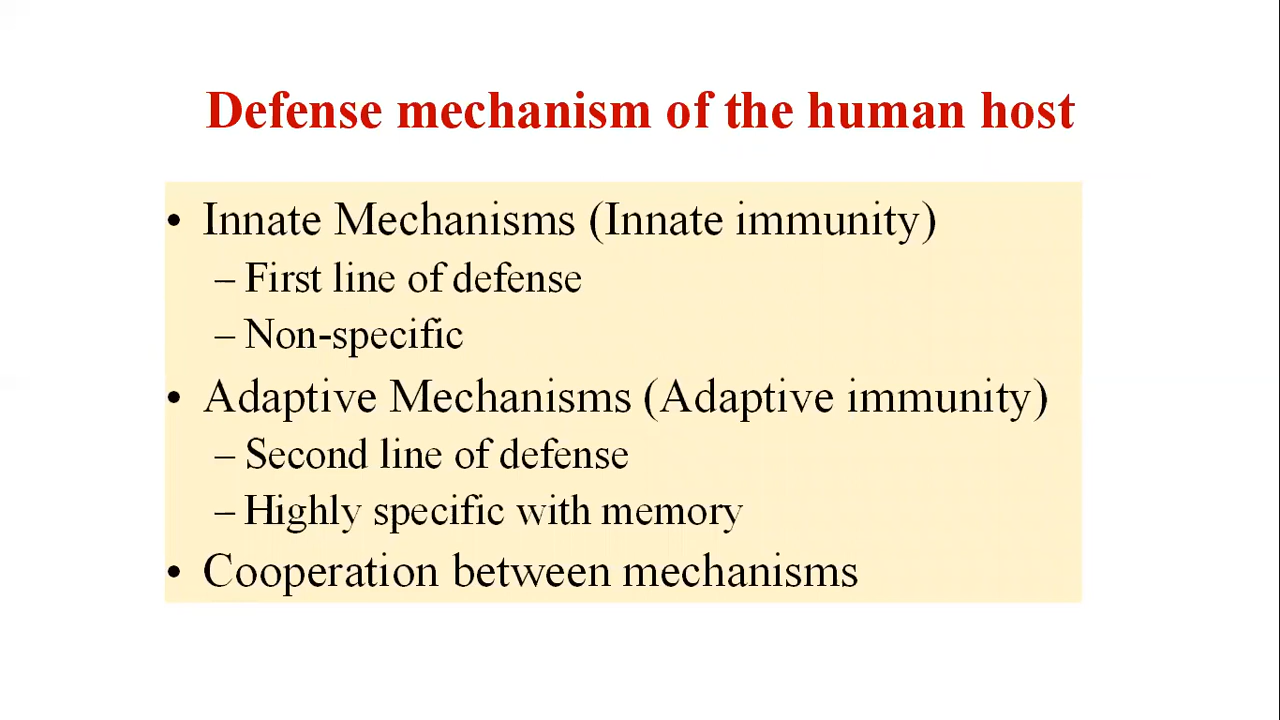 Defense mechanism of the human host
• Innate Mechanisms (Innate immunity)
– First line of defense
– Non-specific
• Adaptive Mechanisms (Adaptive immunity)
– Second line of defense
– Highly specific with memory
• Cooperation between mechanisms